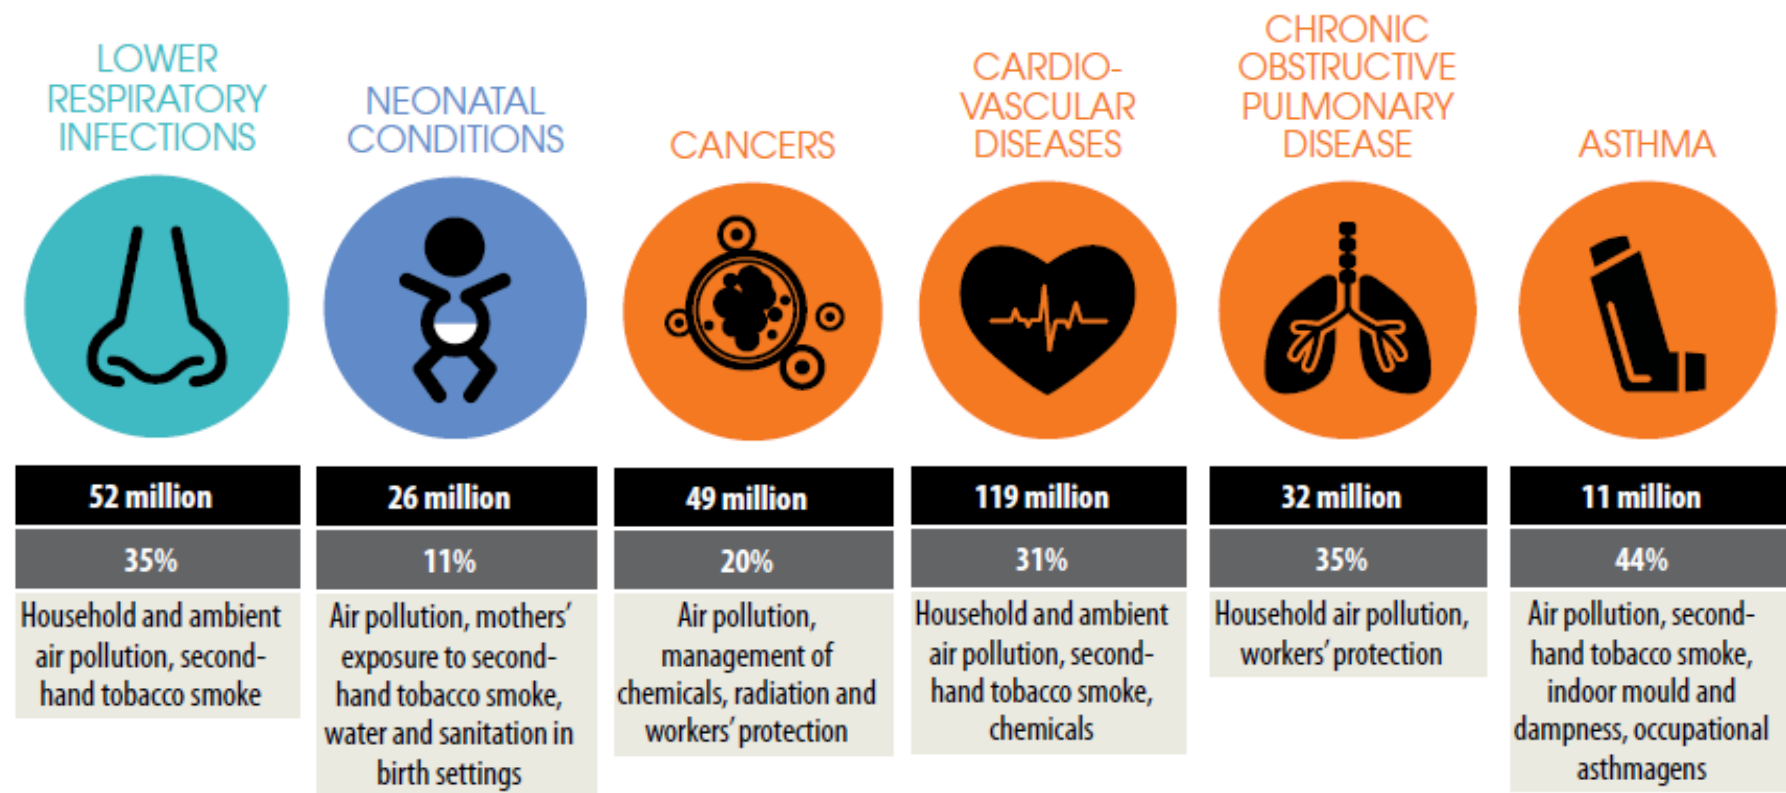 LOWER
RESPIRATORY
INFECTIONS
52 million
35%
Household and ambient
air pollution, second-
hand tobacco smoke
NEONATAL
CONDITIONS
26 million
11%
Air pollution, mothers’
exposure to second-
hand tobacco smoke,
water and sanitation in
birth settings
CANCERS
49 million
20%
Air pollution,
management of
chemicals, radiation and
workers’ protection
CARDIO-
VASCULAR
DISEASES
119 million
31%
Household and ambient
air pollution, second-
hand tobacco smoke,
chemicals
CHRONIC
OBSTRUCTIVE
PULMONARY
DISEASE
32 million
35%
Household air pollution,
workers’ protection
ASTHMA
11 million
44%
Air pollution, second-
hand tobacco smoke,
indoor mould and
dampness, occupational
asthmagens